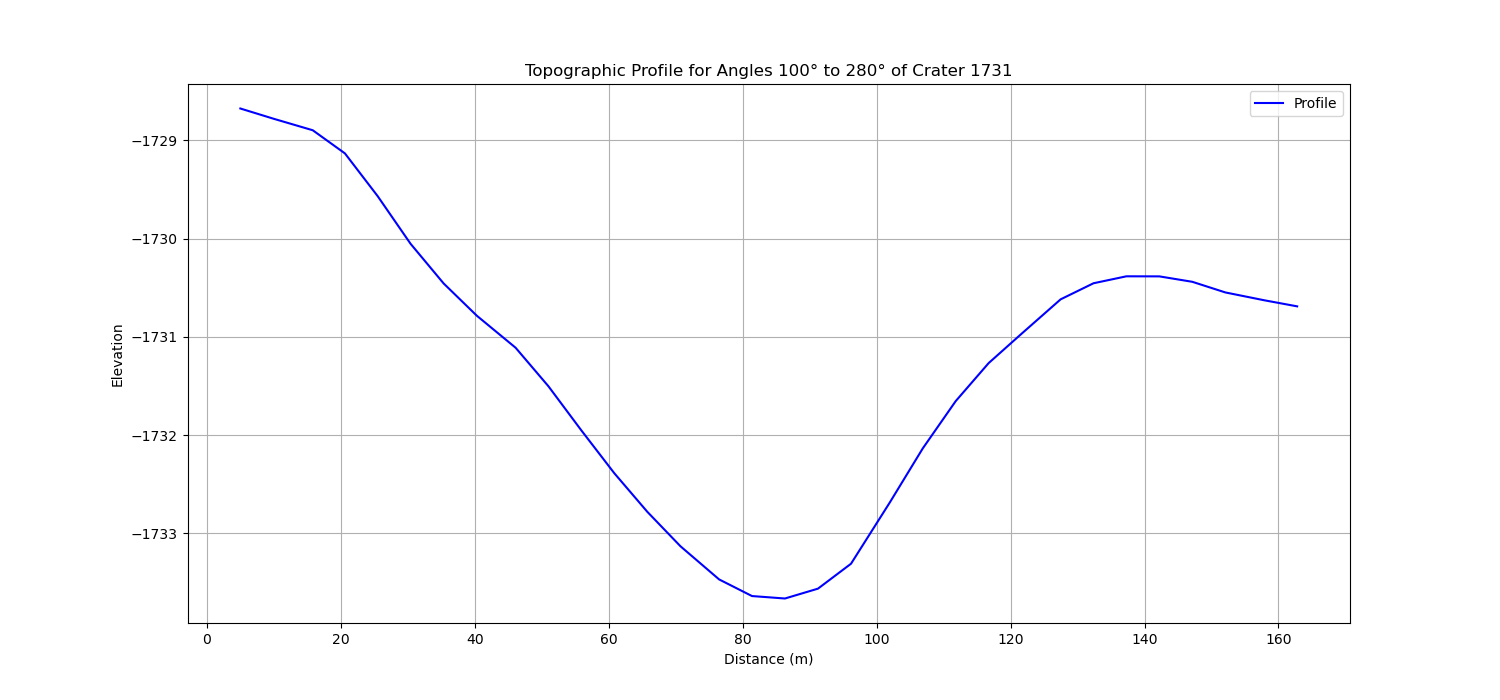 Topographic Profile for Angles 100° to 280° of Crater 1731
Profile
−1729
−1730
−1731
−1732
−1733
Elevation
0 20 40 60 80 100 120 140 160
Distance (m)